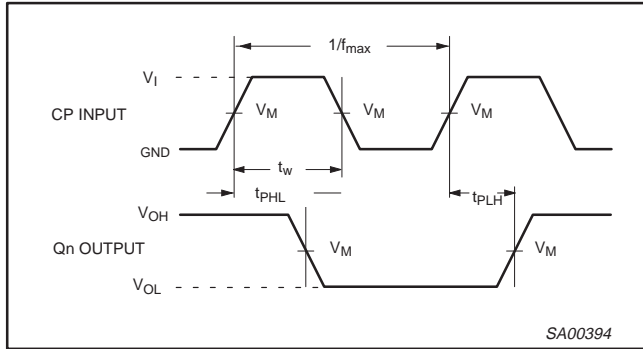 1/fmax
VI
CP INPUT
VM
VM
VM
GND
tw
tPHL
tPLH
VOH
Qn OUTPUT
VM
VM
VOL
SA00394